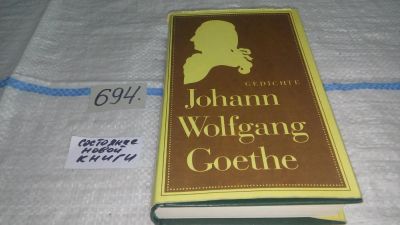 694.
состояние
новой
книги
GEDICHTE
Johann
Wolfgang
Goethe